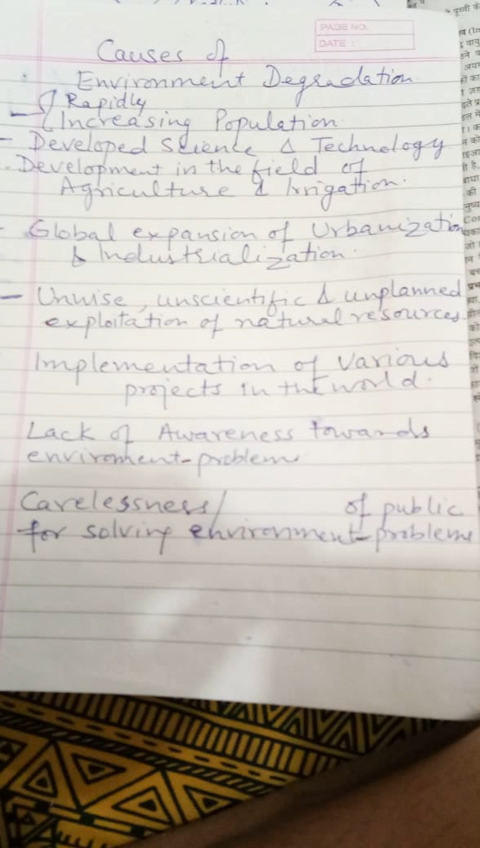 PAGE NO.
DATE :
Causes of
Environment Degradation
Rapidly
Increasing Population
- Developed Science & Technology
- Development in the field of
Agriculture & Irrigation.
- Global expansion of Urbanization
& Industrialization.
- Unwise, unscientific & unplanned
exploitation of natural resources.
Implementation of various
projects in the world.
Lack of Awareness towards
enviroment-problems
Carelessness/ of public
for solving environment-problems